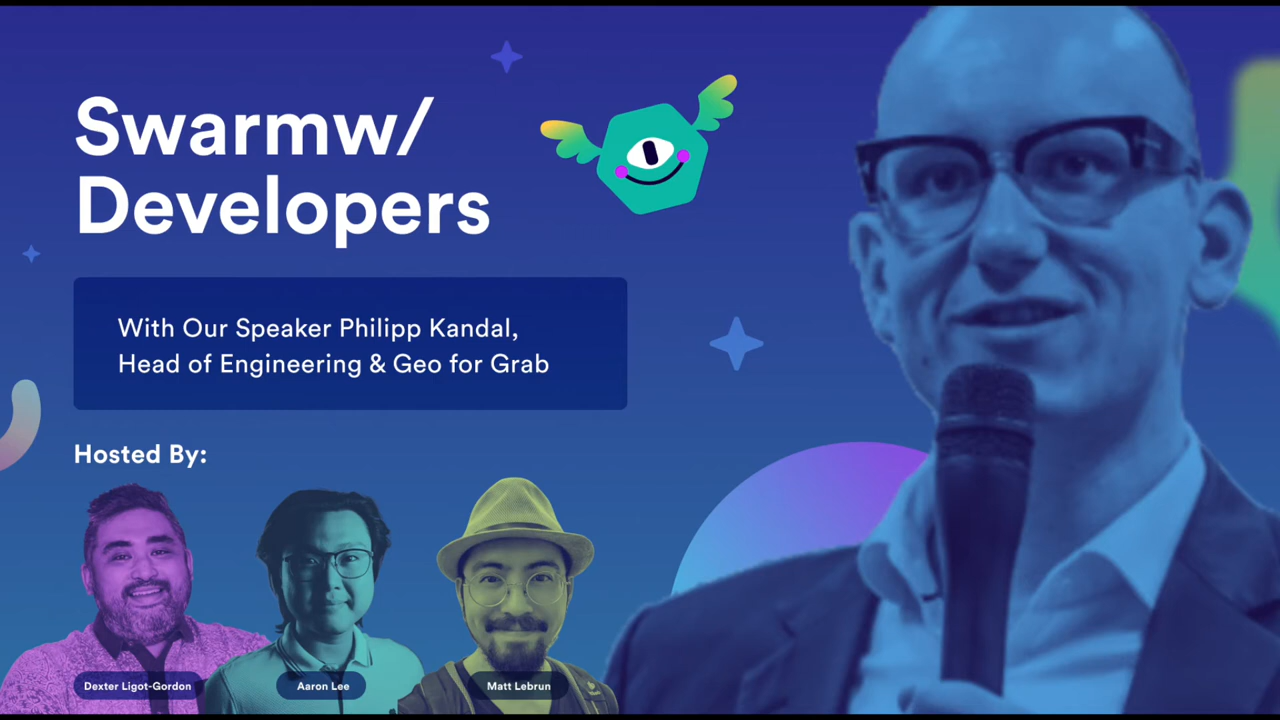 Swarmw/
Developers
With Our Speaker Philipp Kandal,
Head of Engineering & Geo for Grab
Hosted By:
Dexter Ligot-Gordon
Aaron Lee
Matt Lebrun